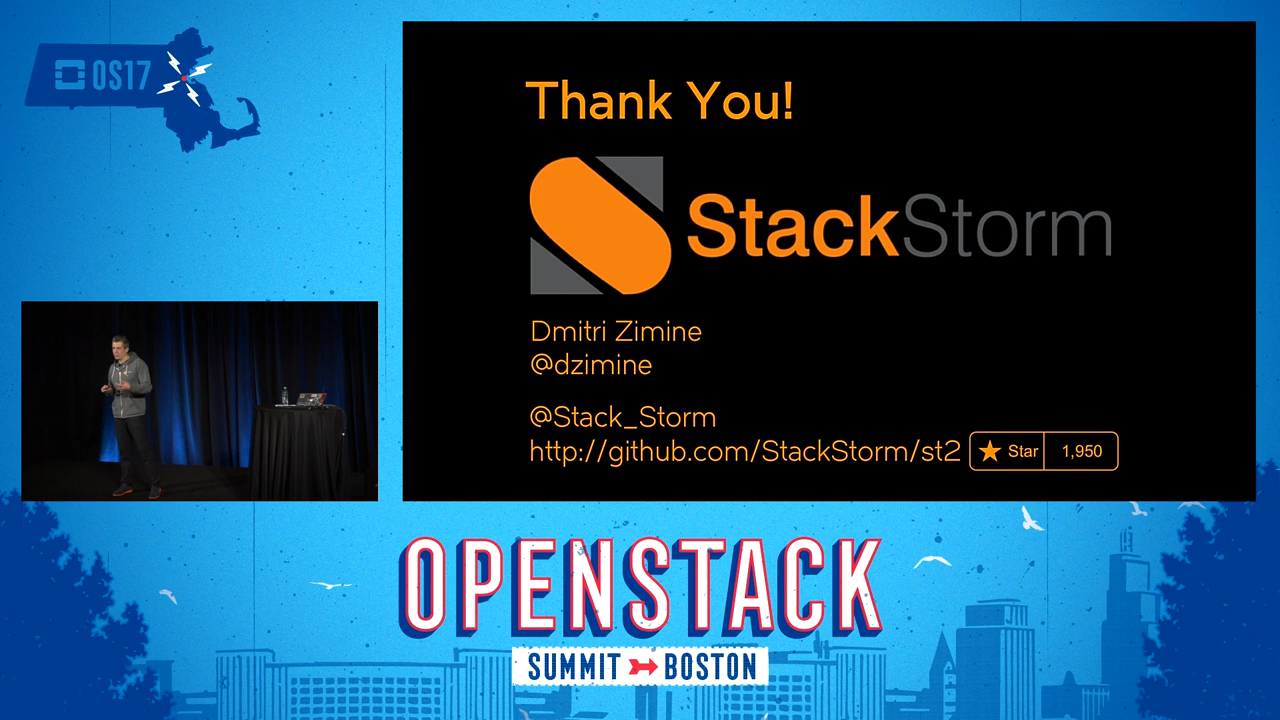 OS17
Thank You!
StackStorm
Dmitri Zimine
@dzimine
@Stack_Storm
http://github.com/StackStorm/st2 Star 1,950
OPENSTACK
SUMMIT BOSTON